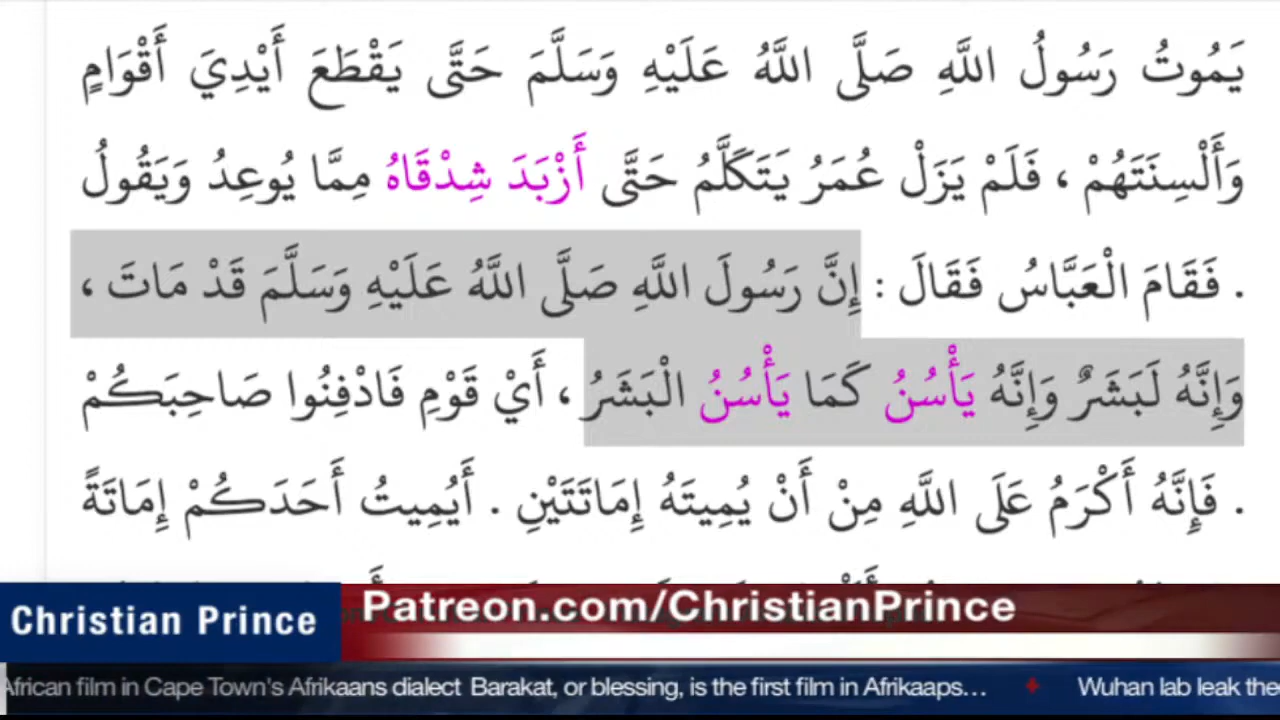 يَمُوتُ رَسُولُ اللَّهِ صَلَّى اللَّهُ عَلَيْهِ وَسَلَّمَ حَتَّى يَقْطَعَ أَيْدِيَ أَقْوَامٍ
وَأَلْسِنَتَهُمْ ، فَلَمْ يَزَلْ عُمَرُ يَتَكَلَّمُ حَتَّى أَزْبَدَ شِدْقَاهُ مِمَّا يُوعِدُ وَيَقُولُ
. فَقَامَ الْعَبَّاسُ فَقَالَ : إِنَّ رَسُولَ اللَّهِ صَلَّى اللَّهُ عَلَيْهِ وَسَلَّمَ قَدْ مَاتَ ،
وَإِنَّهُ لَبَشَرٌ وَإِنَّهُ يَأْسُنُ كَمَا يَأْسُنُ الْبَشَرُ ، أَيْ قَوْمِ فَادْفِنُوا صَاحِبَكُمْ
. فَإِنَّهُ أَكْرَمُ عَلَى اللَّهِ مِنْ أَنْ يُمِيتَهُ إِمَاتَتَيْنِ . أَيُمِيتُ أَحَدَكُمْ إِمَاتَةً
Christian Prince
Patreon.com/ChristianPrince
African film in Cape Town's Afrikaans dialect Barakat, or blessing, is the first film in Afrikaaps... Wuhan lab leak the